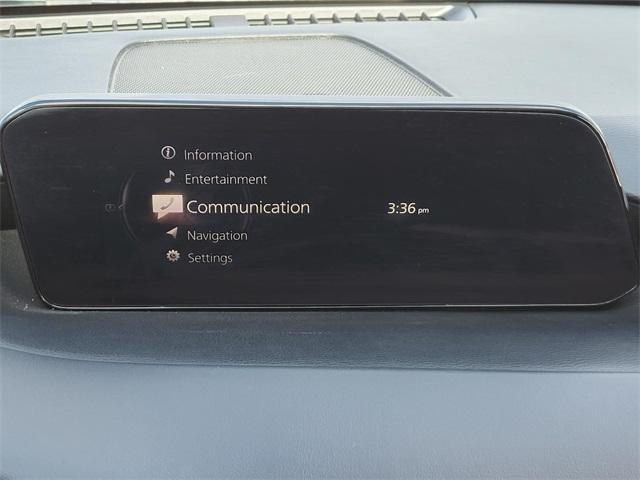 Information
Entertainment
Communication
3:36 pm
Navigation
Settings